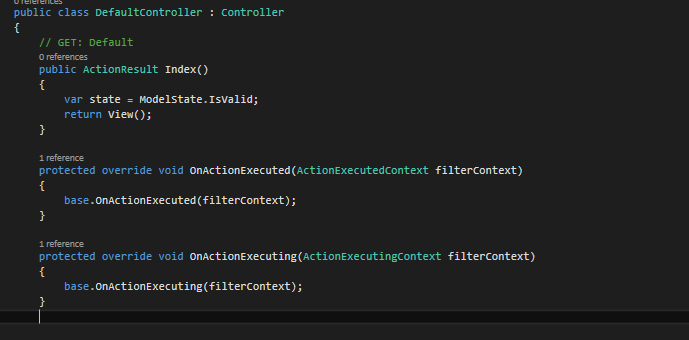 0 references
public class DefaultController : Controller
{
// GET: Default
0 references
public ActionResult Index()
{
var state = ModelState.IsValid;
return View();
}
1 reference
protected override void OnActionExecuted(ActionExecutedContext filterContext)
{
base.OnActionExecuted(filterContext);
}
1 reference
protected override void OnActionExecuting(ActionExecutingContext filterContext)
{
base.OnActionExecuting(filterContext);
}